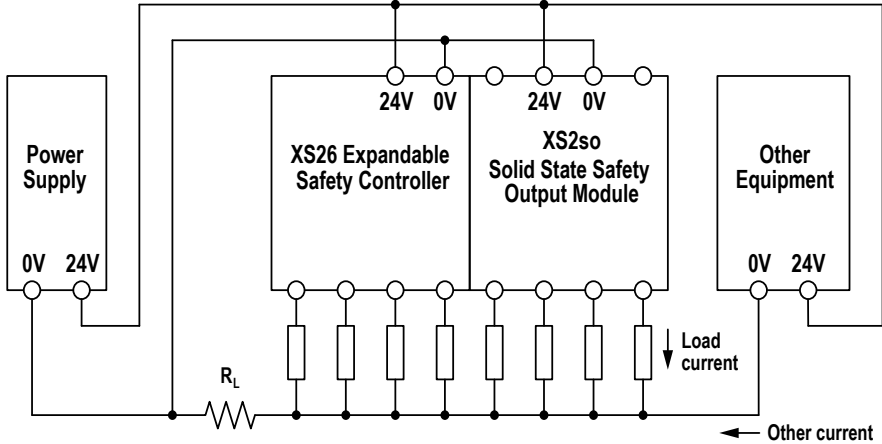 24V 0V 24V 0V
Power
Supply
XS26 Expandable
Safety Controller
XS2so
Solid State Safety
Output Module
Other
Equipment
0V 24V
0V 24V
Load
current
RL
Other current